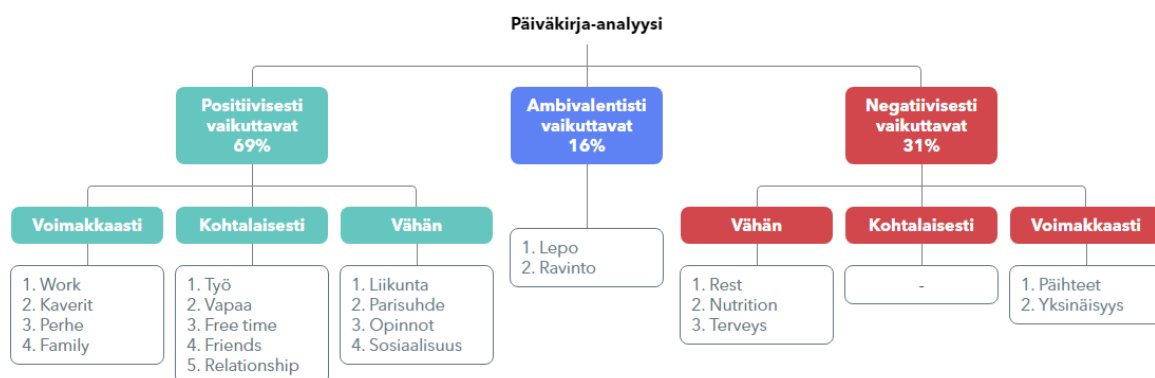 Päiväkirja-analyysi
Positiivisesti
vaikuttavat
69%
Ambivalentisti
vaikuttavat
16%
Negatiivisesti
vaikuttavat
31%
Voimakkaasti
Kohtalaisesti
Vähän
Vähän
Kohtalaisesti
Voimakkaasti
1. Work
2. Kaverit
3. Perhe
4. Family
1. Työ
2. Vapaa
3. Free time
4. Friends
5. Relationship
1. Liikunta
2. Parisuhde
3. Opinnot
4. Sosiaalisuus
1. Lepo
2. Ravinto
1. Rest
2. Nutrition
3. Terveys
-
1. Päihteet
2. Yksinäisyys